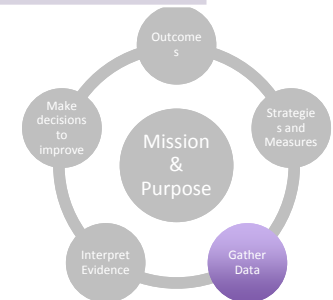 Outcome
s
Strategie
s and
Measures
Gather
Data
Interpret
Evidence
Make
decisions
to
improve
Mission
&
Purpose